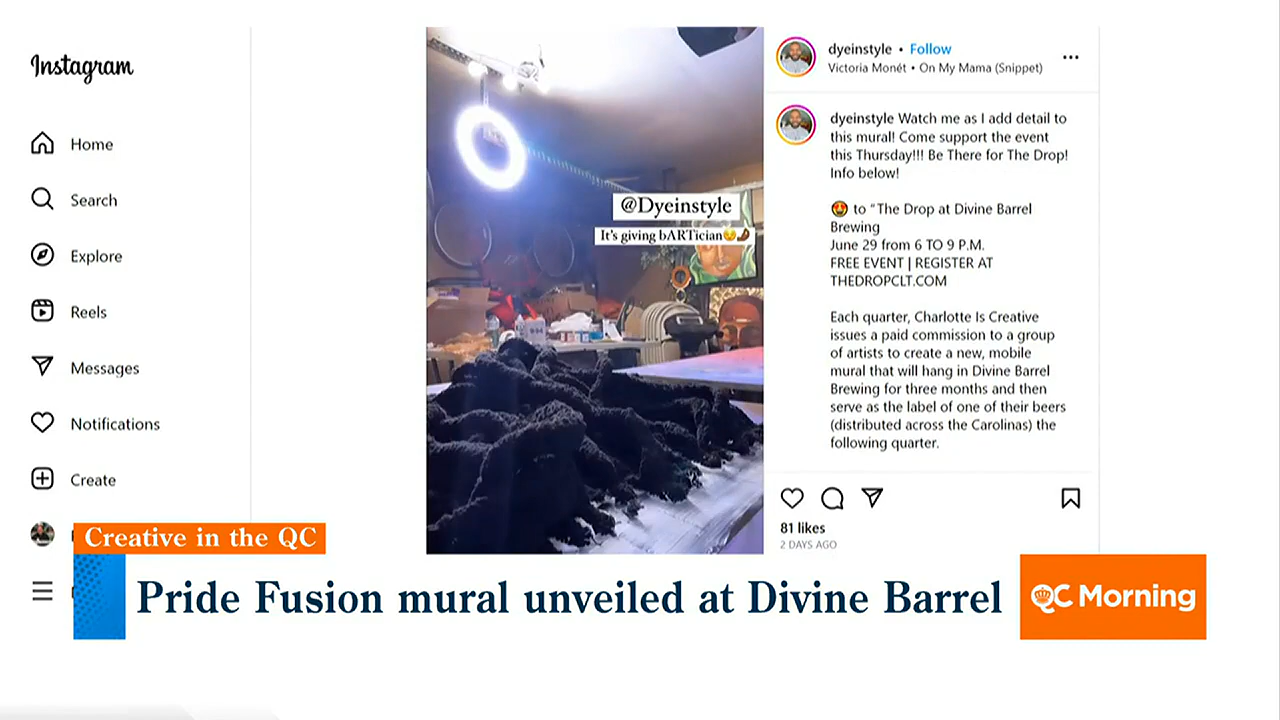 Instagram
Home
Search
Explore
Reels
Messages
Notifications
Create
@Dyeinstyle
It's giving bARTician
dyeinstyle • Follow
Victoria Monét • On My Mama (Snippet)
dyeinstyle Watch me as I add detail to
this mural! Come support the event
this Thursday!!! Be There for The Drop!
Info below!
😍 to “The Drop at Divine Barrel
Brewing
June 29 from 6 TO 9 P.M.
FREE EVENT | REGISTER AT
THEDROPCLT.COM
Each quarter, Charlotte Is Creative
issues a paid commission to a group
of artists to create a new, mobile
mural that will hang in Divine Barrel
Brewing for three months and then
serve as the label of one of their beers
(distributed across the Carolinas) the
following quarter.
81 likes
2 DAYS AGO
Creative in the QC
Pride Fusion mural unveiled at Divine Barrel
QC Morning